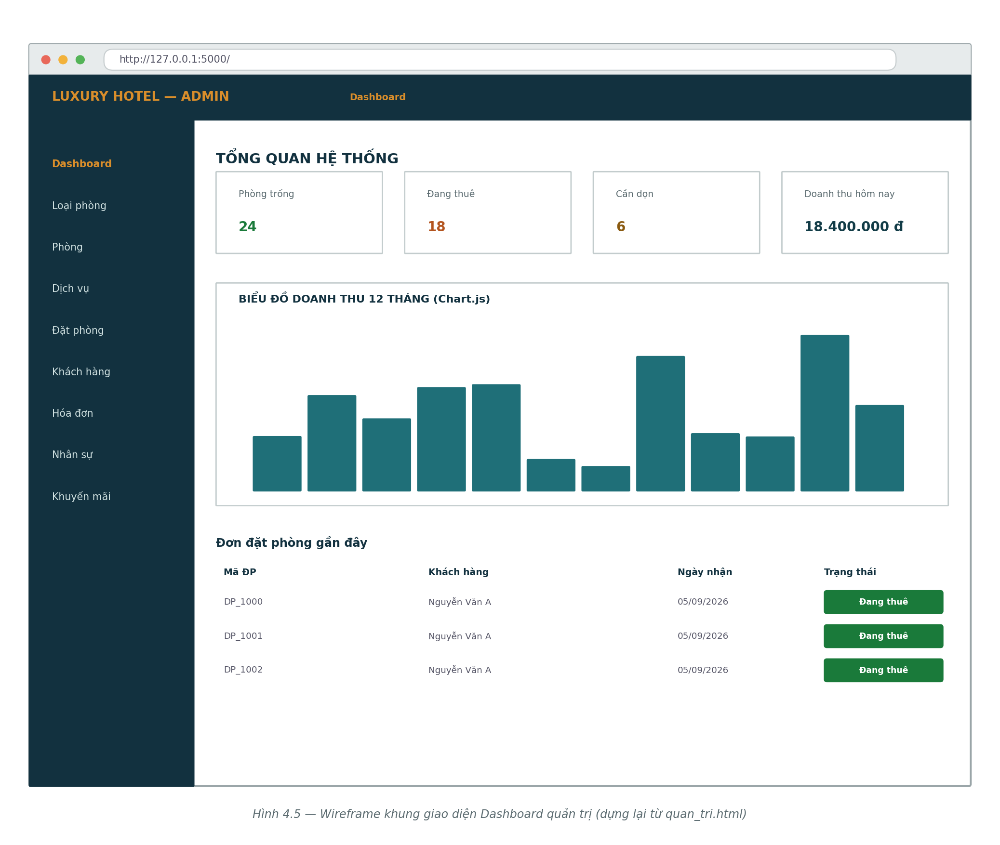 http://127.0.0.1:5000/
LUXURY HOTEL — ADMIN
Dashboard
Dashboard
Loại phòng
Phòng
Dịch vụ
Đặt phòng
Khách hàng
Hóa đơn
Nhân sự
Khuyến mãi
TỔNG QUAN HỆ THỐNG
Phòng trống
24
Đang thuê
18
Cần dọn
6
Doanh thu hôm nay
18.400.000 đ
BIỂU ĐỒ DOANH THU 12 THÁNG (Chart.js)
Đơn đặt phòng gần đây
Mã ĐP Khách hàng Ngày nhận Trạng thái
DP_1000 Nguyễn Văn A 05/09/2026 Đang thuê
DP_1001 Nguyễn Văn A 05/09/2026 Đang thuê
DP_1002 Nguyễn Văn A 05/09/2026 Đang thuê
Hình 4.5 — Wireframe khung giao diện Dashboard quản trị (dựng lại từ quan_tri.html)